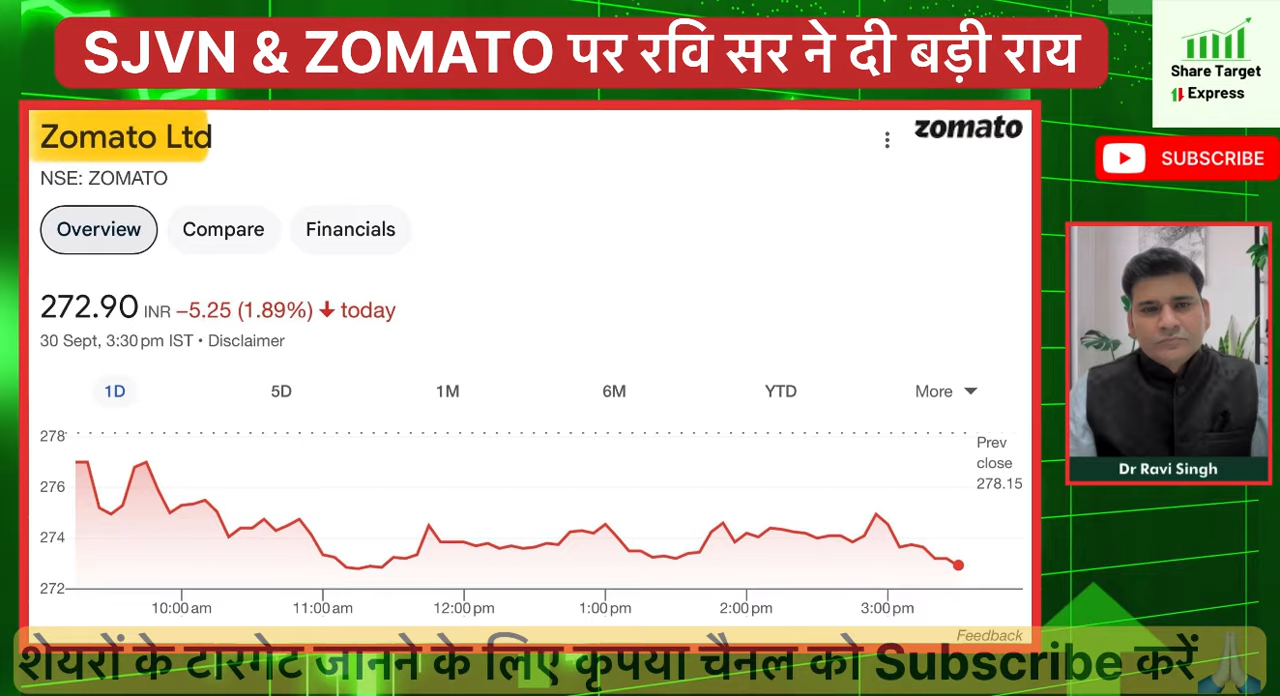 SJVN & ZOMATO पर रवि सर ने दी बड़ी राय
Share Target
Express
SUBSCRIBE
Zomato Ltd
zomato
NSE: ZOMATO
Overview Compare Financials
272.90 INR −5.25 (1.89%) today
30 Sept, 3:30 pm IST • Disclaimer
1D 5D 1M 6M YTD More
278
Prev
close
278.15
276
274
272
10:00 am 11:00 am 12:00 pm 1:00 pm 2:00 pm 3:00 pm
Dr Ravi Singh
Feedback
शेयरों के टारगेट जानने के लिए कृपया चैनल को Subscribe करें🙏